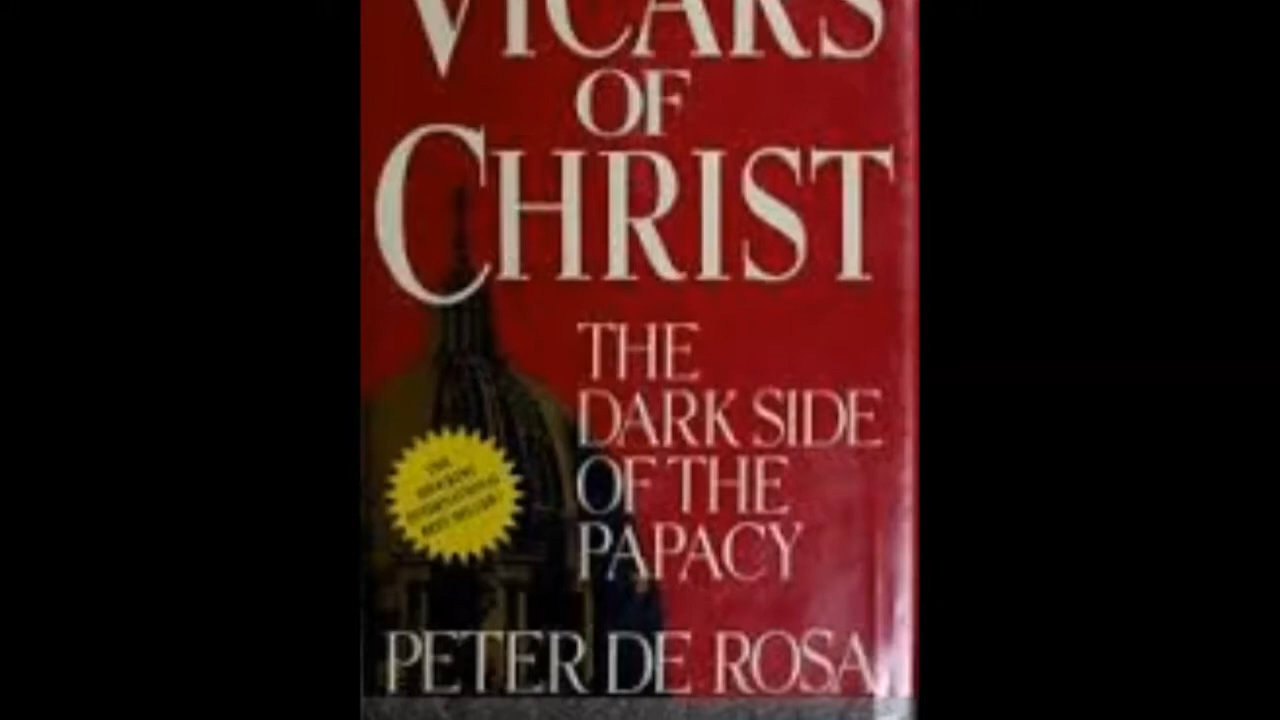 VICARS
OF
CHRIST
THE
DARK SIDE
OF THE
PAPACY
PETER DE ROSA